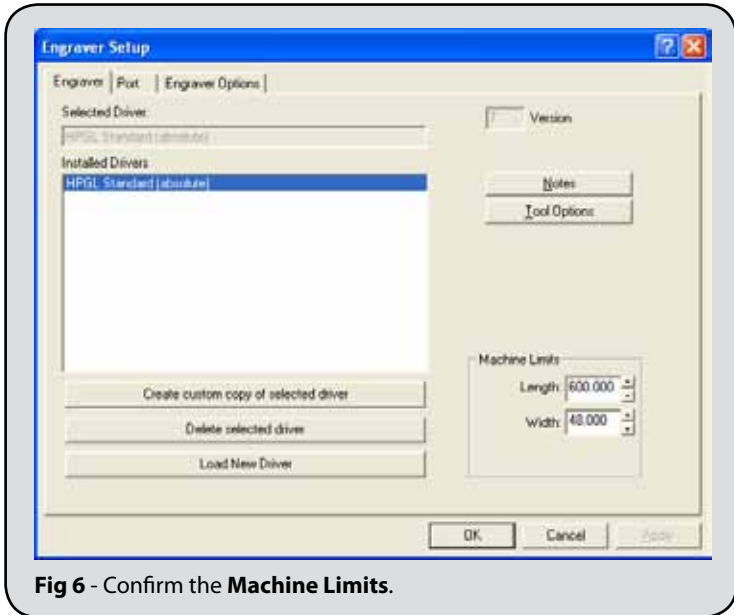 Engraver Setup
Engraver Port Engraver Options
Selected Driver:
HPGL Standard (absolute)
7 Version
Installed Drivers
HPGL Standard (absolute)
Notes
Tool Options
Machine Limits
Length: 600.000
Width: 48.000
Create custom copy of selected driver
Delete selected driver
Load New Driver
OK Cancel Apply
Fig 6 - Confirm the Machine Limits.